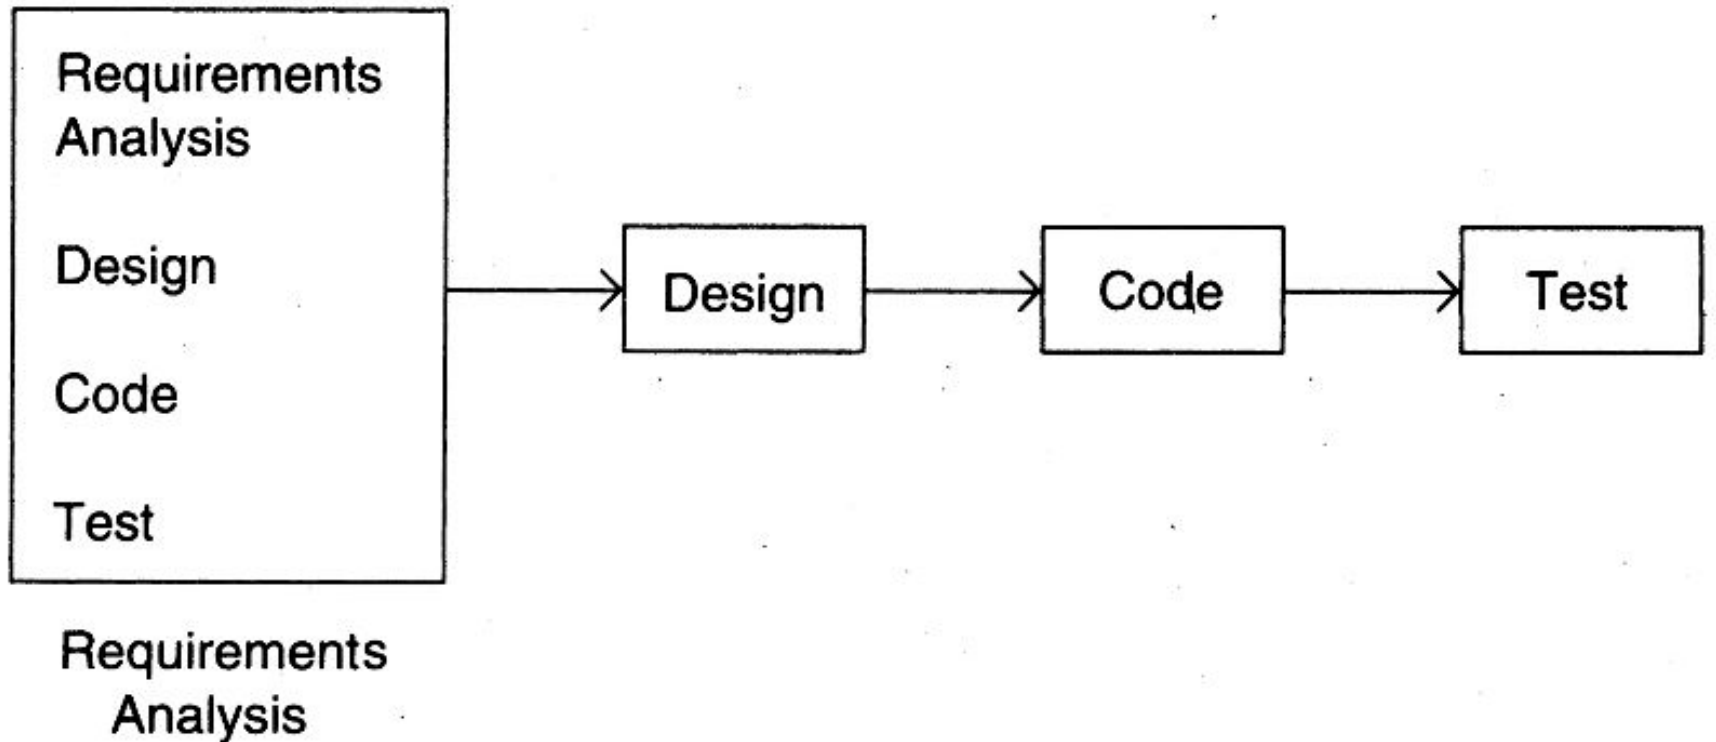 Requirements
Analysis
Design
Code
Test
Requirements
Analysis
Design
Code
Test